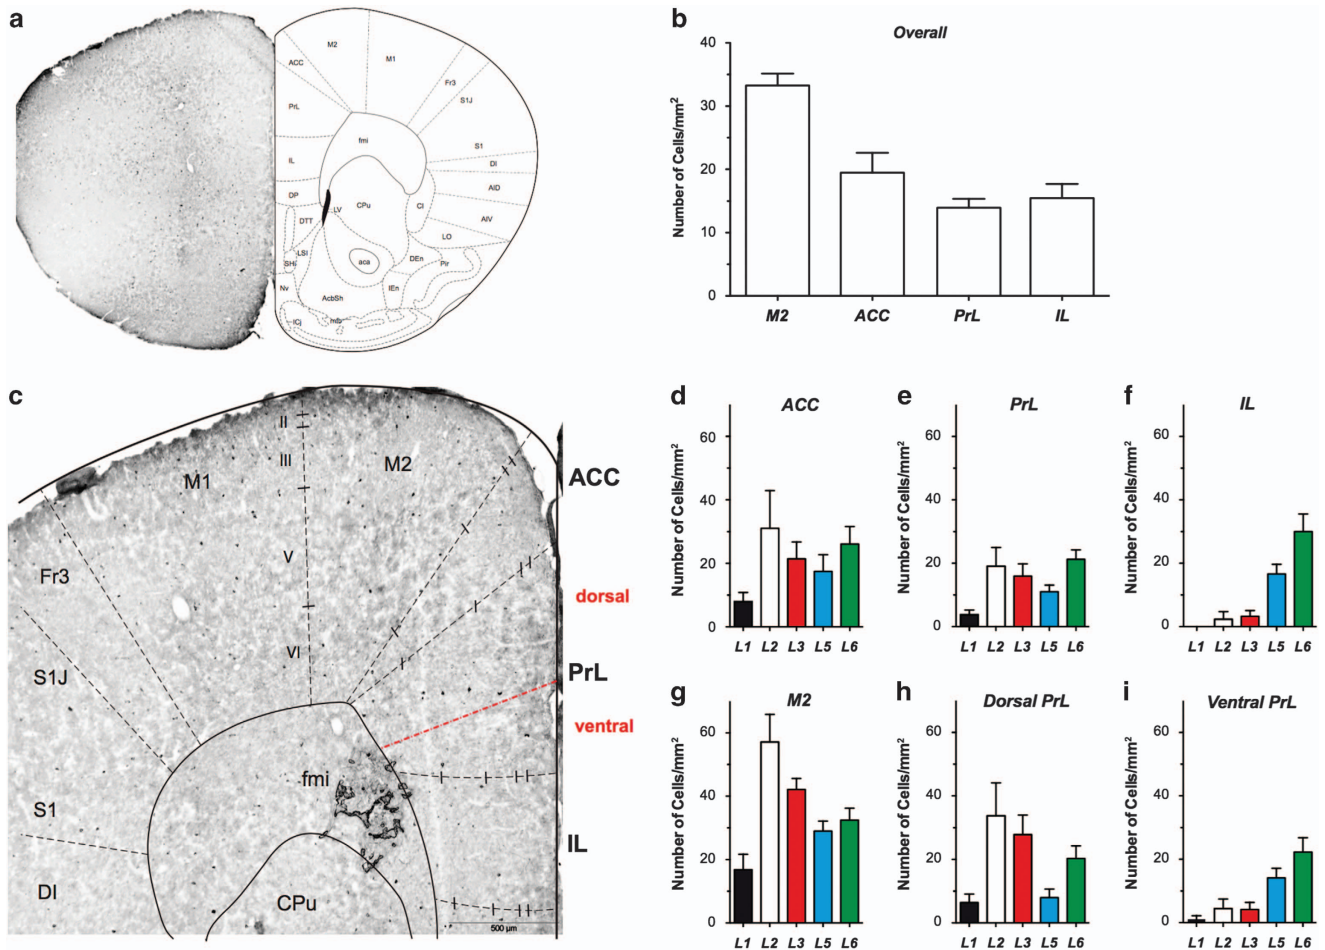 a
M2
M1
ACC
Fr3
S1J
PrL
fmi
S1
IL
DI
AID
DP
CPu
Cl
LV
DTT
AIV
LO
LSI
aca
DEn
Pir
SHi
Nv
IEn
AcbSh
ICj
mfb
b
Overall
Number of Cells/mm²
40
30
20
10
0
M2 ACC PrL IL
c
II
III
M1
M2
ACC
V
Fr3
dorsal
VI
S1J
PrL
ventral
fmi
S1
IL
DI
CPu
500 µm
d
ACC
Number of Cells/mm²
60
40
20
0
L1 L2 L3 L5 L6
e
PrL
Number of Cells/mm²
60
40
20
0
L1 L2 L3 L5 L6
f
IL
Number of Cells/mm²
60
40
20
0
L1 L2 L3 L5 L6
g
M2
Number of Cells/mm²
60
40
20
0
L1 L2 L3 L5 L6
h
Dorsal PrL
Number of Cells/mm²
60
40
20
0
L1 L2 L3 L5 L6
i
Ventral PrL
Number of Cells/mm²
60
40
20
0
L1 L2 L3 L5 L6